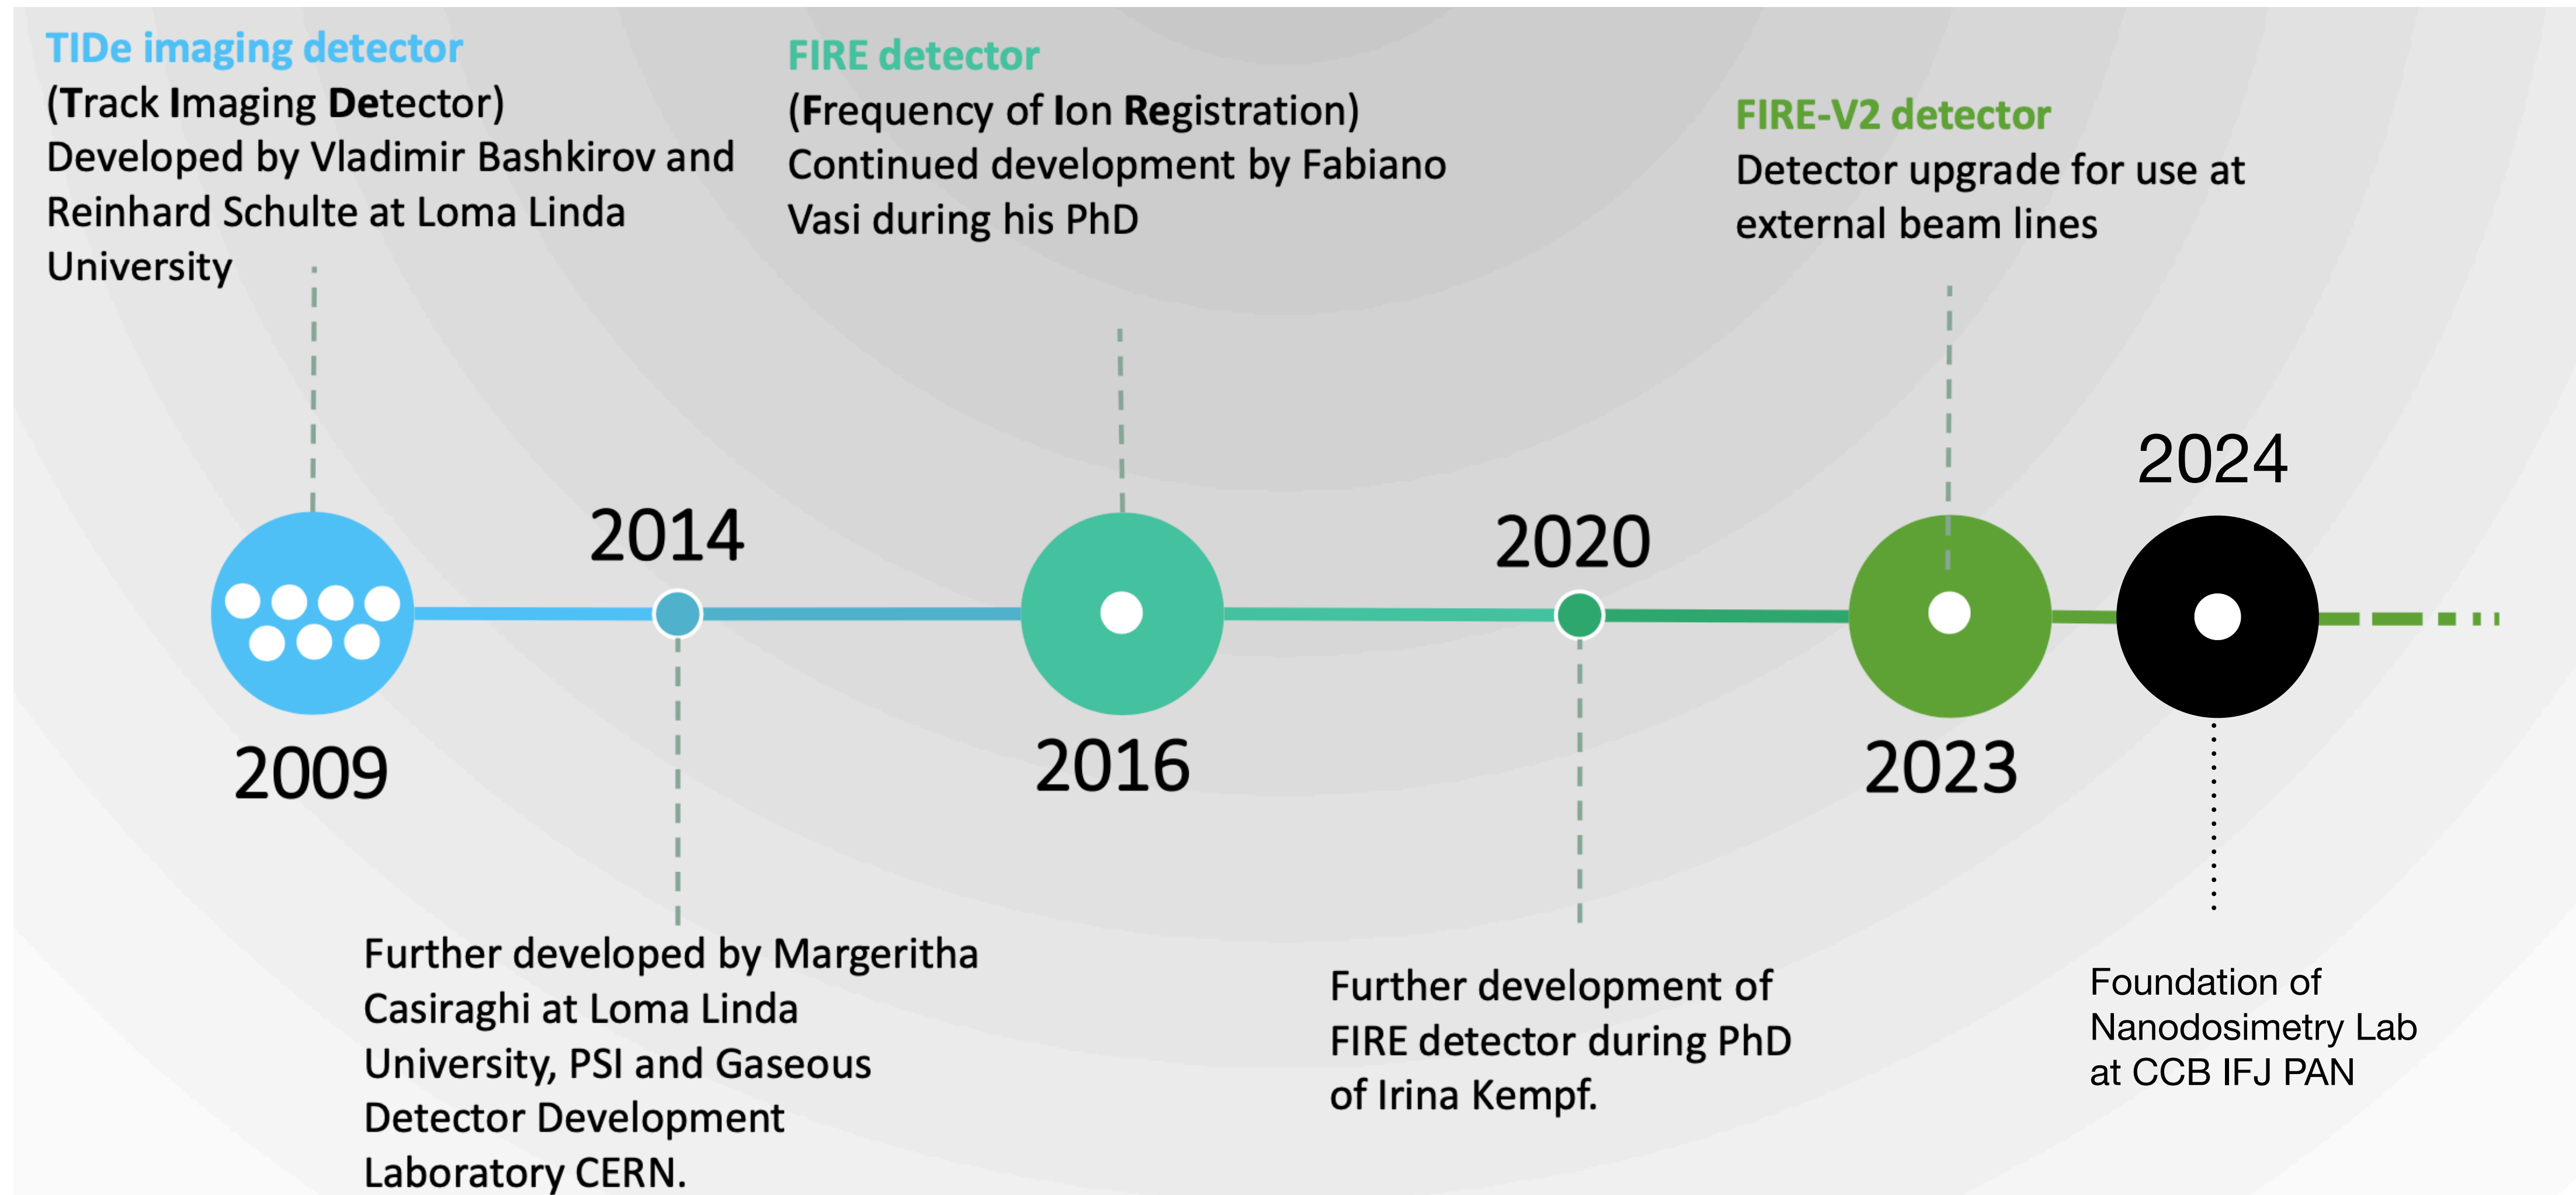 TIDe imaging detector
(Track Imaging Detector)
Developed by Vladimir Bashkirov and
Reinhard Schulte at Loma Linda
University
2009
2014
Further developed by Margeritha
Casiraghi at Loma Linda
University, PSI and Gaseous
Detector Development
Laboratory CERN.
FIRE detector
(Frequency of Ion Registration)
Continued development by Fabiano
Vasi during his PhD
2016
2020
Further development of
FIRE detector during PhD
of Irina Kempf.
FIRE-V2 detector
Detector upgrade for use at
external beam lines
2023
2024
Foundation of
Nanodosimetry Lab
at CCB IFJ PAN